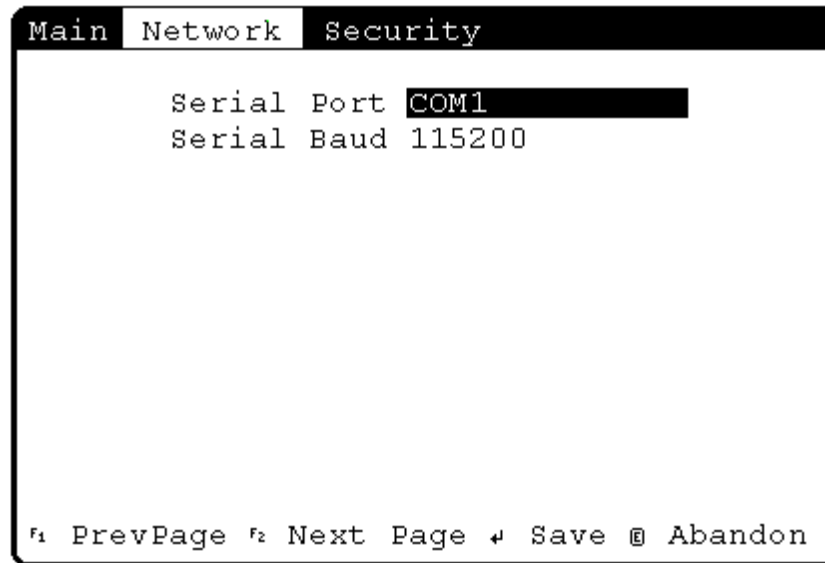 Main Network Security
Serial Port COM1
Serial Baud 115200
F1 PrevPage F2 Next Page ↵ Save E Abandon